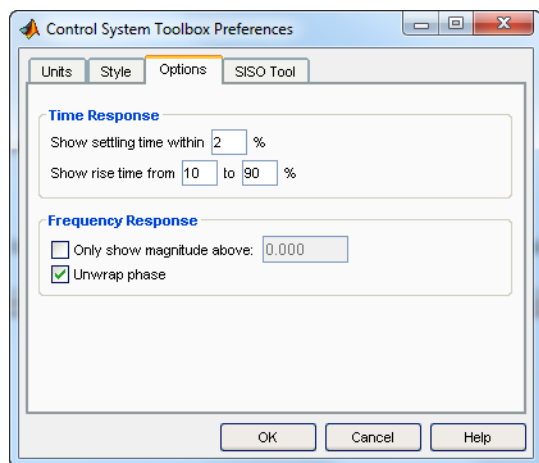 Control System Toolbox Preferences
Units Style Options SISO Tool
Time Response
Show settling time within 2 %
Show rise time from 10 to 90 %
Frequency Response
Only show magnitude above: 0.000
Unwrap phase
OK Cancel Help